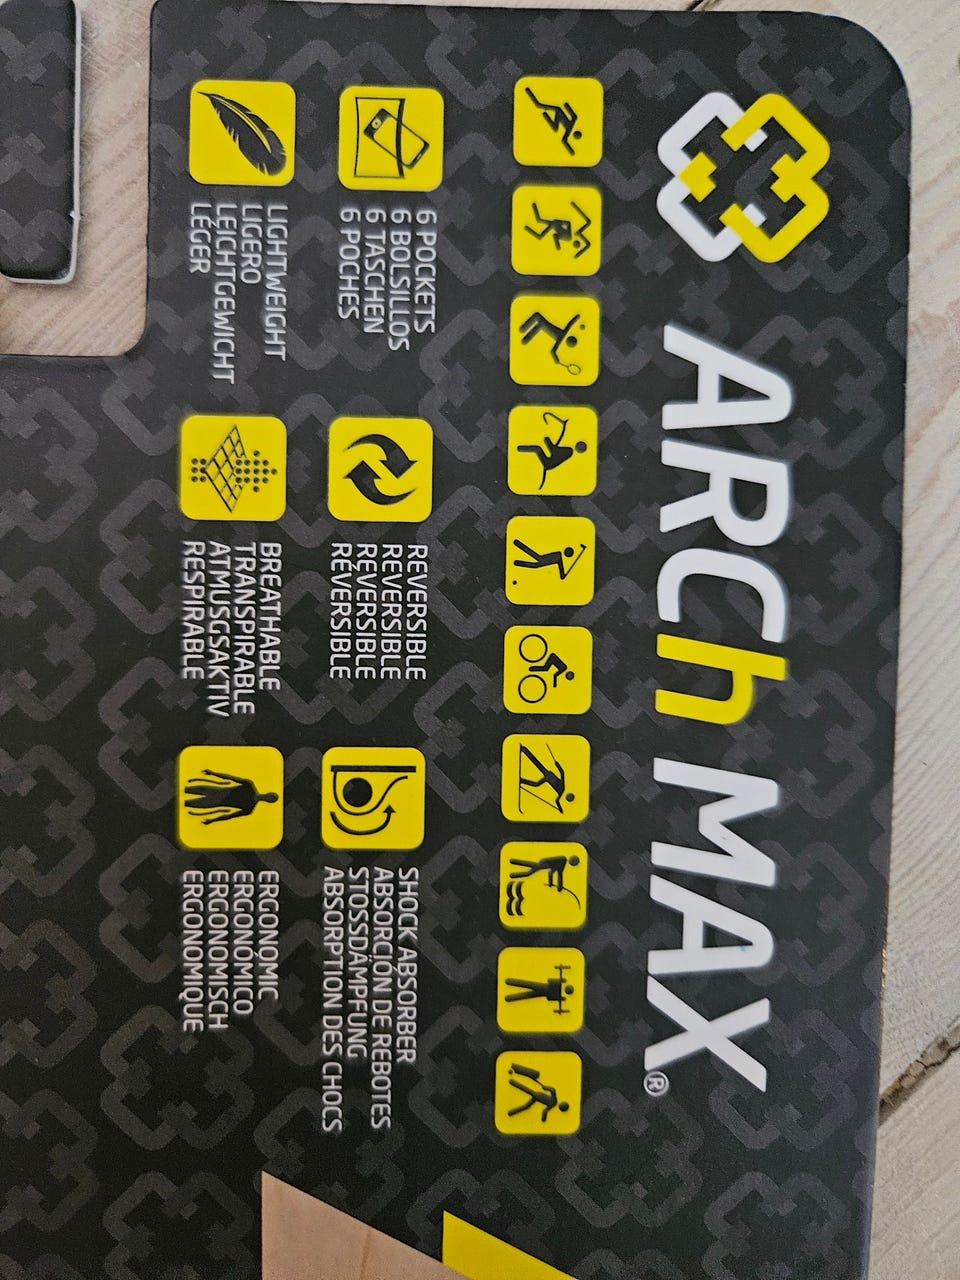 ARCh MAX®
6 POCKETS
6 BOLSILLOS
6 TASCHEN
6 POCHES
REVERSIBLE
REVERSIBLE
REVERSIBLE
RÉVERSIBLE
SHOCK ABSORBER
ABSORCIÓN DE REBOTES
STOSSDÄMPFUNG
ABSORPTION DES CHOCS
LIGHTWEIGHT
LIGERO
LEICHTGEWICHT
LÉGER
BREATHABLE
TRANSPIRABLE
ATMUSGSAKTIV
RESPIRABLE
ERGONOMIC
ERGONÓMICO
ERGONOMISCH
ERGONOMIQUE